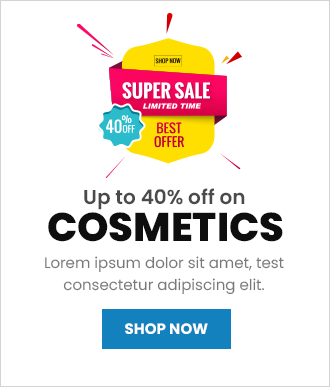 SHOP NOW
SUPER SALE
LIMITED TIME
40%
OFF
BEST
OFFER
Up to 40% off on
COSMETICS
Lorem ipsum dolor sit amet, test
consectetur adipiscing elit.
SHOP NOW